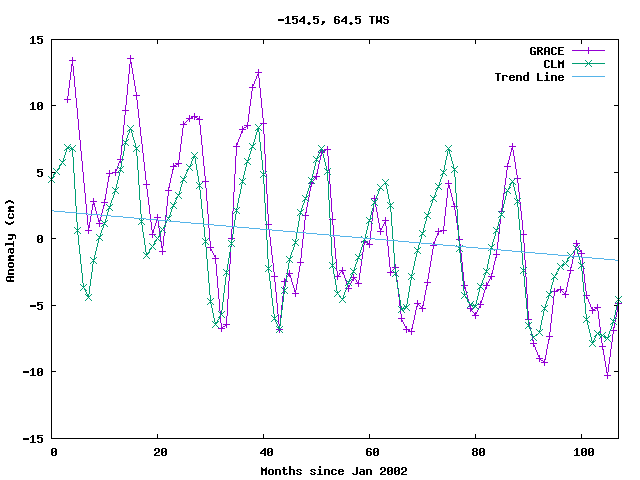 -154.5, 64.5 TWS
GRACE
CLM
Trend Line
15
10
5
0
-5
-10
-15
Anomaly (cm)
0 20 40 60 80 100
Months since Jan 2002